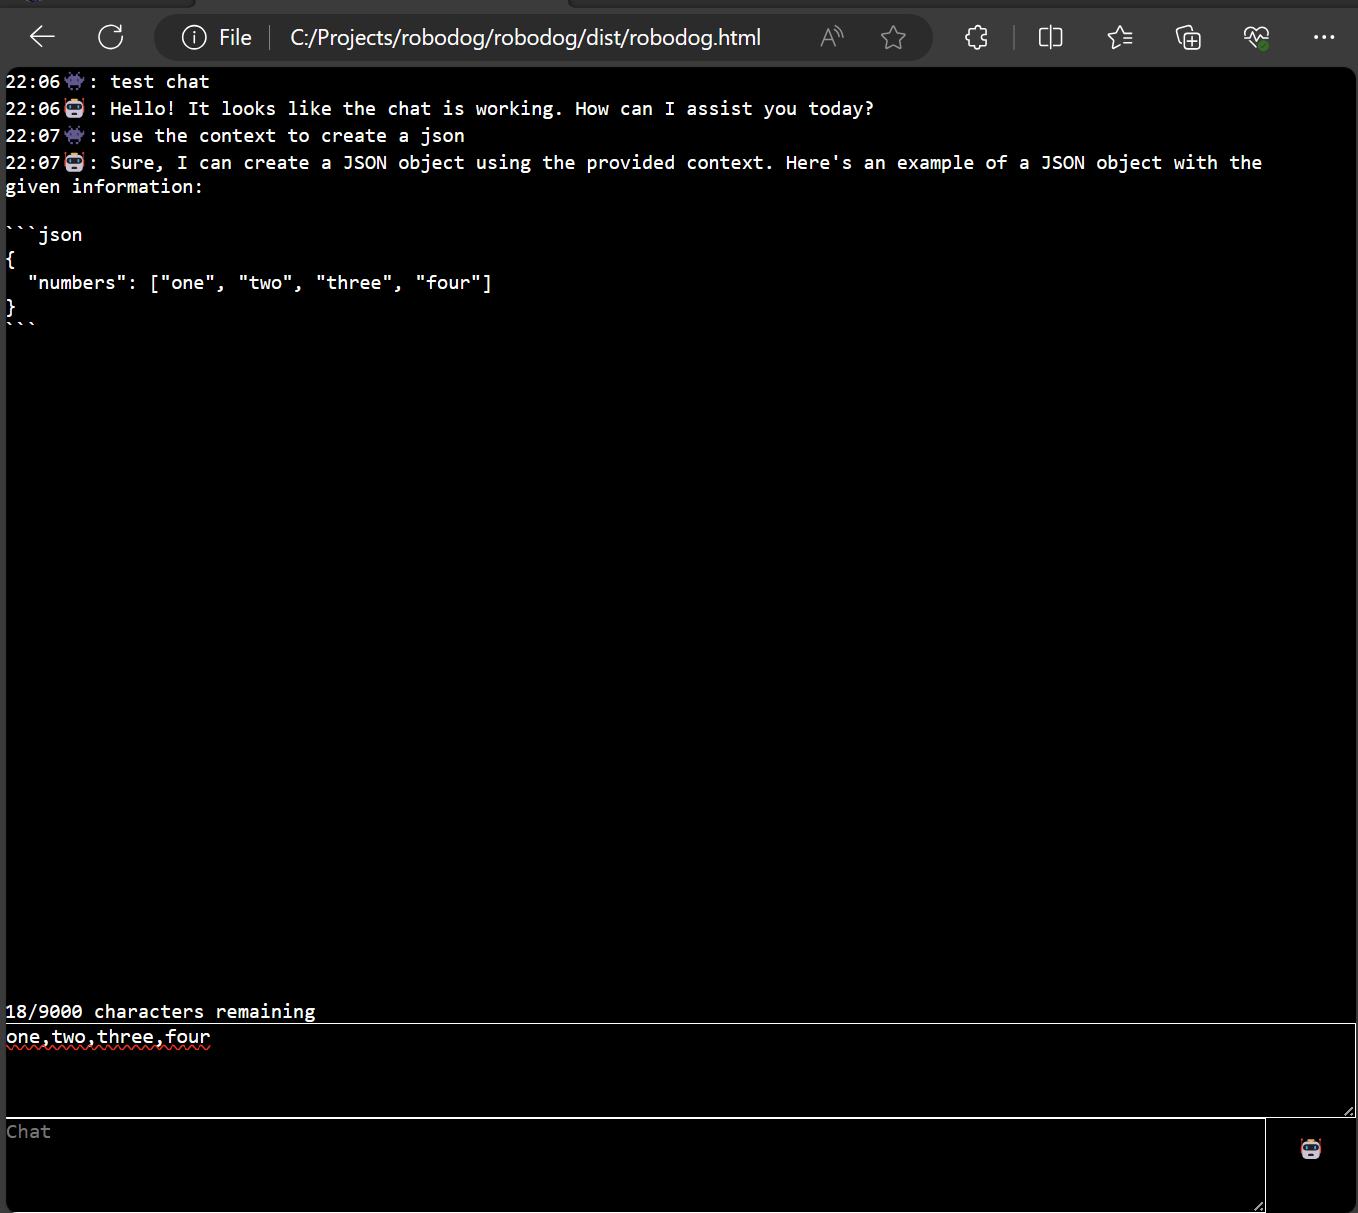 File C:/Projects/robodog/robodog/dist/robodog.html
22:06👾: test chat
22:06🤖: Hello! It looks like the chat is working. How can I assist you today?
22:07👾: use the context to create a json
22:07🤖: Sure, I can create a JSON object using the provided context. Here's an example of a JSON object with the
given information:
```json
{
  "numbers": ["one", "two", "three", "four"]
}
```
18/9000 characters remaining
one,two,three,four
Chat